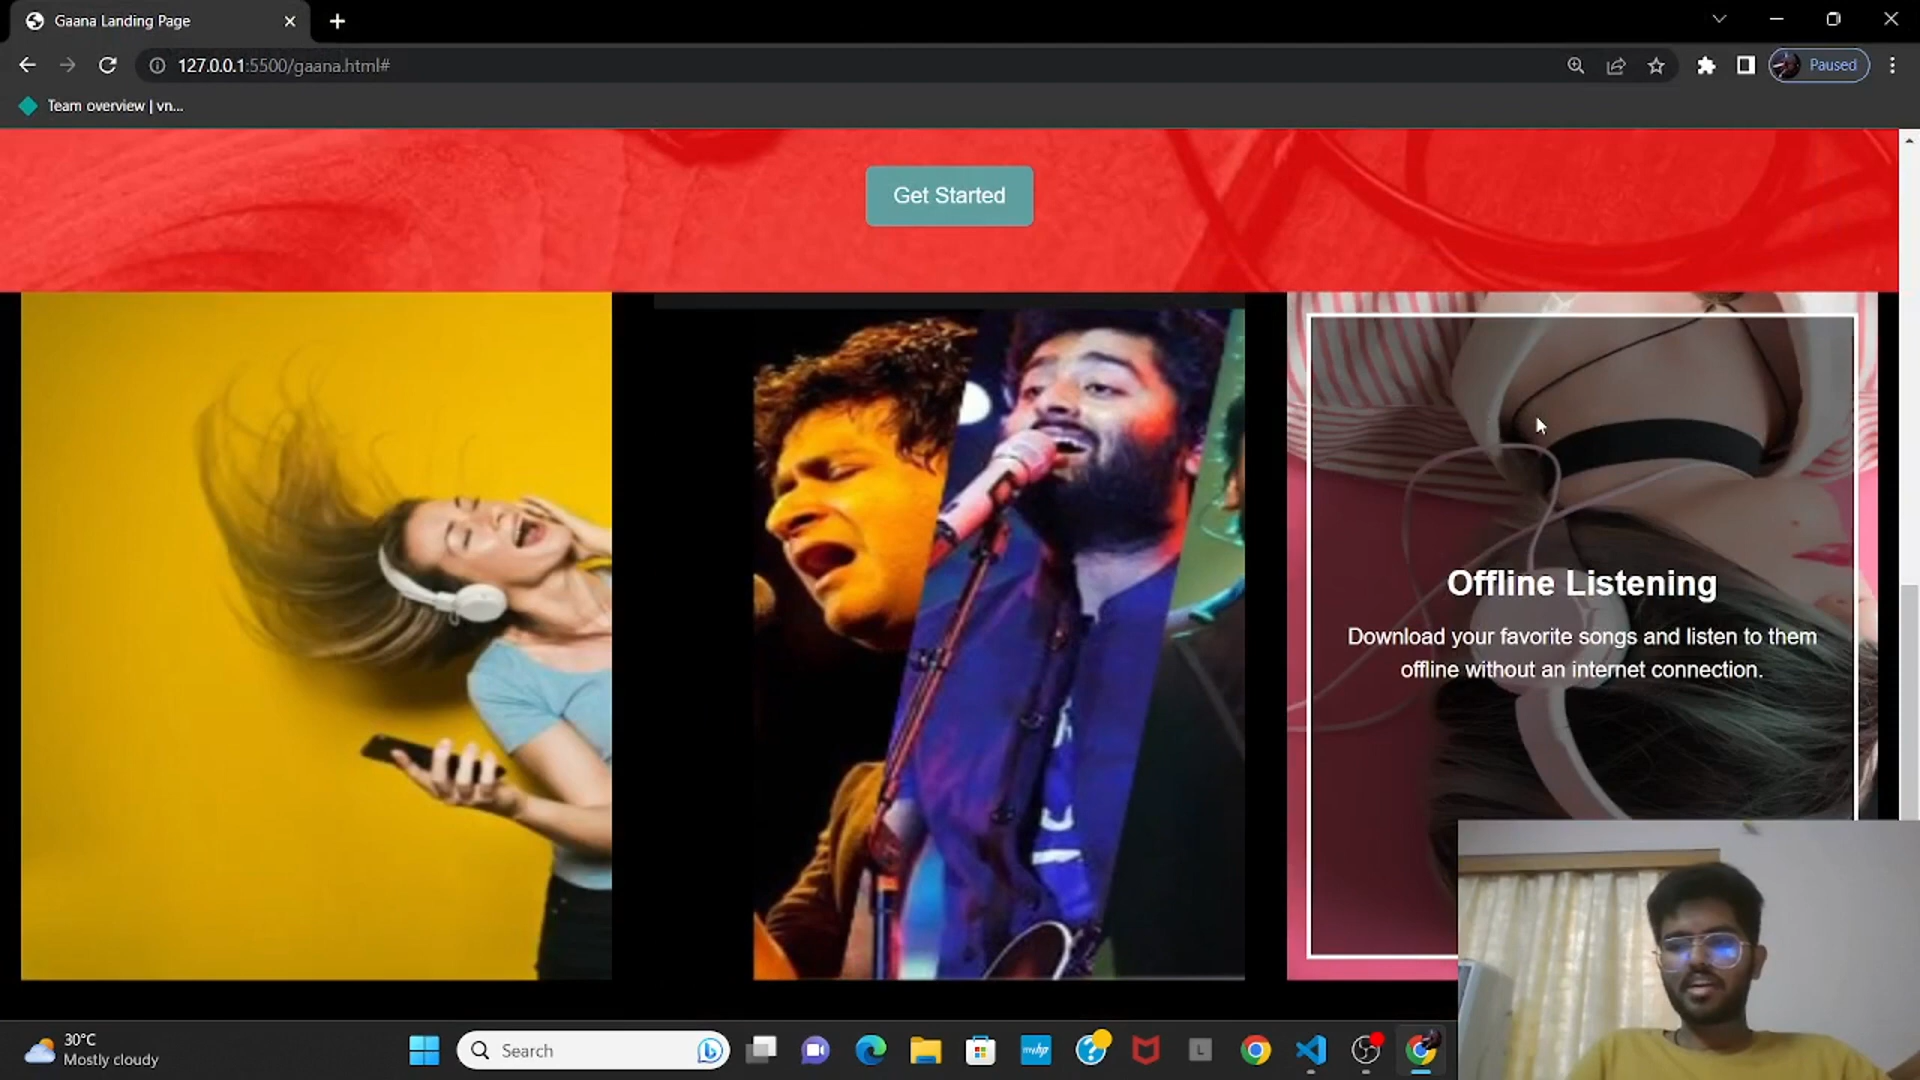 Gaana Landing Page
127.0.0.1:5500/gaana.html#
Paused
Team overview | vn...
Get Started
Offline Listening
Download your favorite songs and listen to them
offline without an internet connection.
30°C
Mostly cloudy
Search
myhp
L